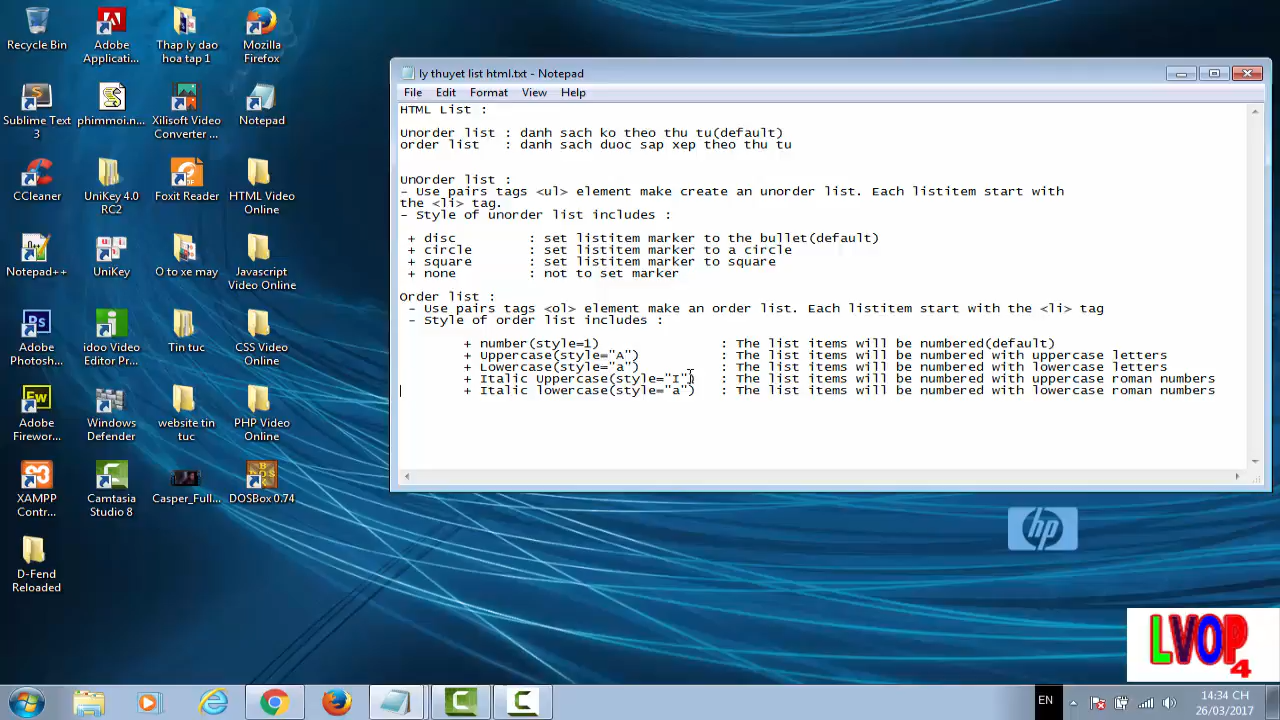 Recycle Bin
Adobe Applicati...
Thap ly dao hoa tap 1
Mozilla Firefox
Sublime Text 3
phimmoi.n...
Xilisoft Video Converter ...
Notepad
CCleaner
UniKey 4.0 RC2
Foxit Reader
HTML Video Online
Notepad++
UniKey
O to xe may
Javascript Video Online
Adobe Photosh...
idoo Video Editor Pr...
Tin tuc
CSS Video Online
Adobe Firewor...
Windows Defender
website tin tuc
PHP Video Online
XAMPP Contr...
Camtasia Studio 8
Casper_Full...
DOSBox 0.74
D-Fend Reloaded
ly thuyet list html.txt - Notepad
File Edit Format View Help
HTML List :
Unorder list : danh sach ko theo thu tu(default)
order list : danh sach duoc sap xep theo thu tu
UnOrder list :
- Use pairs tags <ul> element make create an unorder list. Each listitem start with
the <li> tag.
- Style of unorder list includes :
+ disc : set listitem marker to the bullet(default)
+ circle : set listitem marker to a circle
+ square : set listitem marker to square
+ none : not to set marker
Order list :
- Use pairs tags <ol> element make an order list. Each listitem start with the <li> tag
- Style of order list includes :
+ number(style=1) : The list items will be numbered(default)
+ Uppercase(style="A") : The list items will be numbered with uppercase letters
+ Lowercase(style="a") : The list items will be numbered with lowercase letters
+ Italic Uppercase(style="I") : The list items will be numbered with uppercase roman numbers
+ Italic lowercase(style="a") : The list items will be numbered with lowercase roman numbers
hp
LVOP
4
EN
14:34 CH
26/03/2017